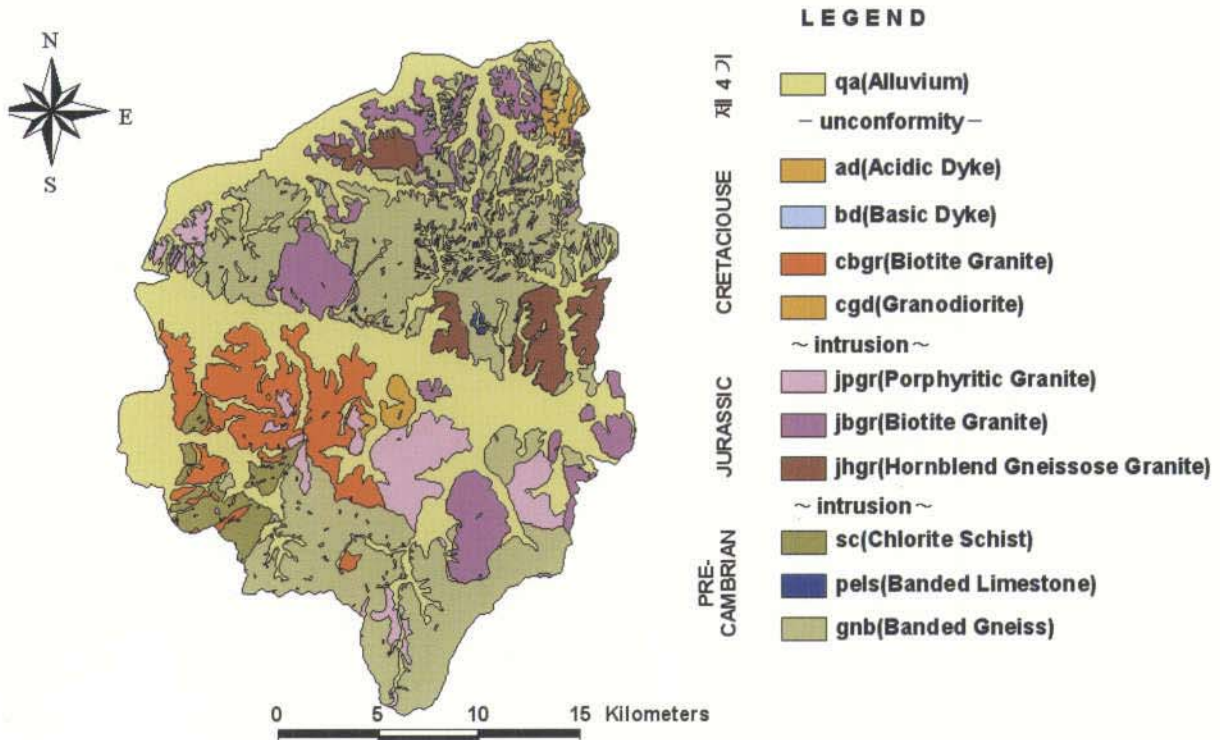 LEGEND
N
E
S
제 4 기
qa(Alluvium)
– unconformity –
CRETACIOUSE
ad(Acidic Dyke)
bd(Basic Dyke)
cbgr(Biotite Granite)
cgd(Granodiorite)
~ intrusion ~
JURASSIC
jpgr(Porphyritic Granite)
jbgr(Biotite Granite)
jhgr(Hornblend Gneissose Granite)
~ intrusion ~
PRE-
CAMBRIAN
sc(Chlorite Schist)
pels(Banded Limestone)
gnb(Banded Gneiss)
0 5 10 15 Kilometers